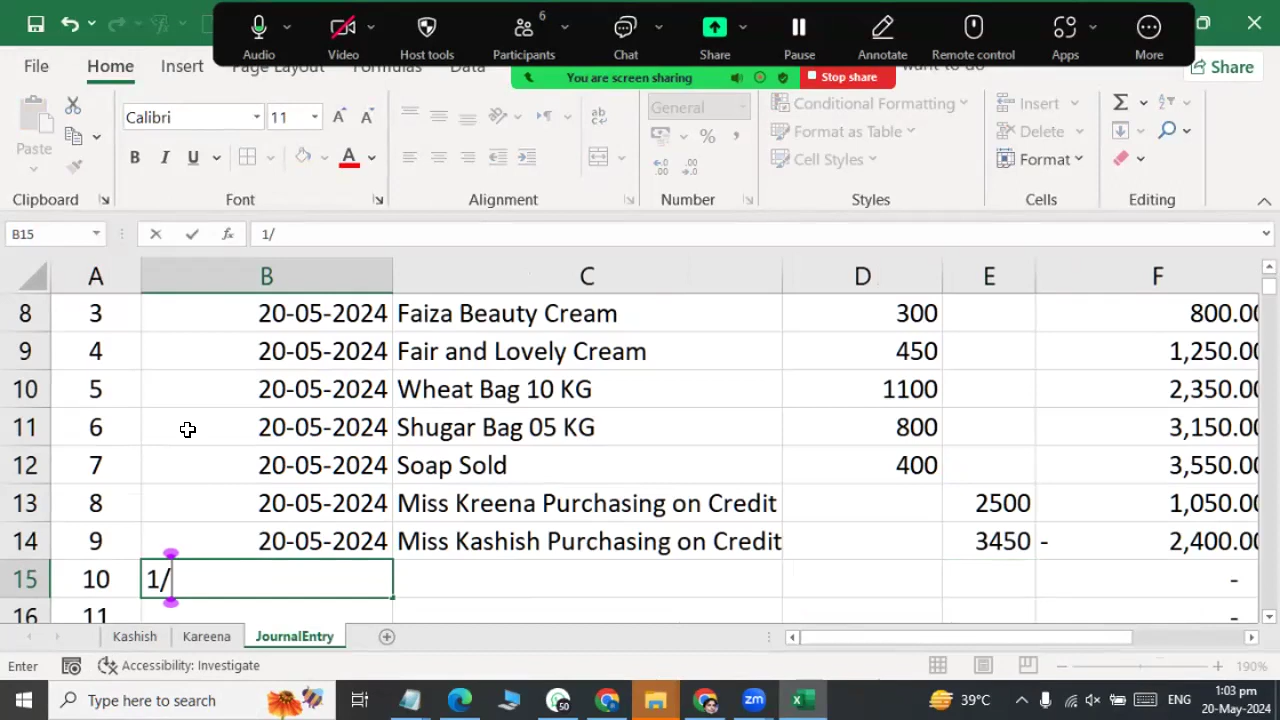 6
Audio Video Host tools Participants Chat Share Pause Annotate Remote control Apps More
File Home Insert Page Layout Formulas Data want to do Share
You are screen sharing Stop share
Calibri 11 General Conditional Formatting Insert
Paste B I U A % , Format as Table Delete
Cell Styles Format
Clipboard Font Alignment Number Styles Cells Editing
B15 fx 1/
A B C D E F
8 3 20-05-2024 Faiza Beauty Cream 300 800.00
9 4 20-05-2024 Fair and Lovely Cream 450 1,250.00
10 5 20-05-2024 Wheat Bag 10 KG 1100 2,350.00
11 6 20-05-2024 Shugar Bag 05 KG 800 3,150.00
12 7 20-05-2024 Soap Sold 400 3,550.00
13 8 20-05-2024 Miss Kreena Purchasing on Credit 2500 1,050.00
14 9 20-05-2024 Miss Kashish Purchasing on Credit 3450 - 2,400.00
15 10 1/ -
16 11 -
Kashish Kareena JournalEntry
Enter Accessibility: Investigate 190%
Type here to search 50 zm 39°C ENG 1:03 pm
20-May-2024